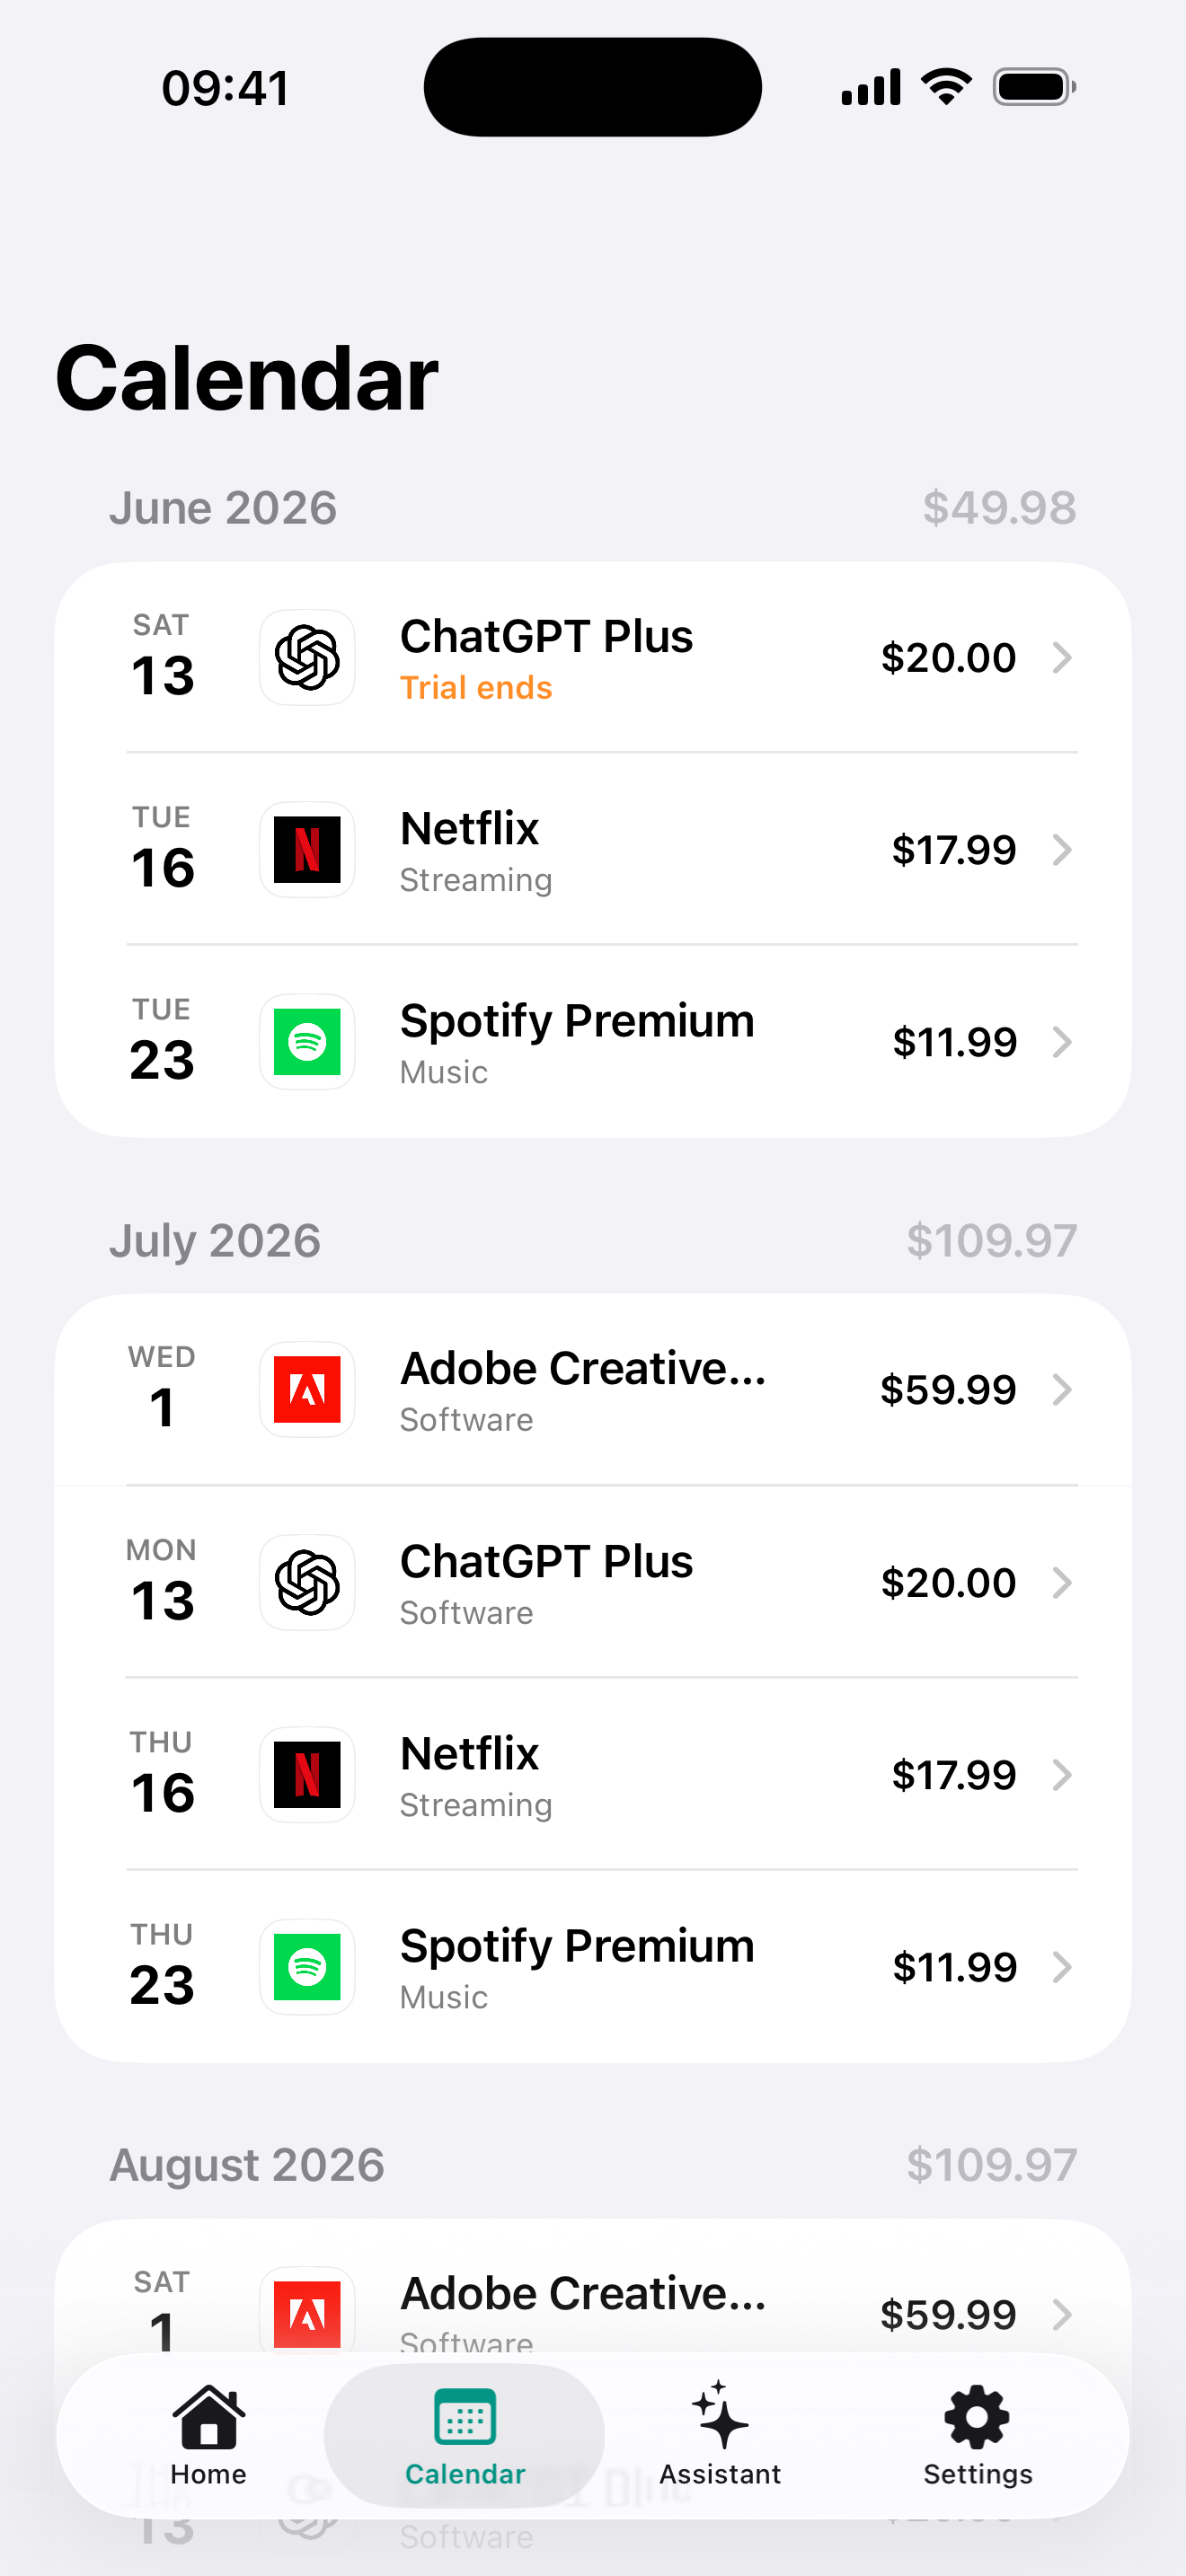 09:41
Calendar
June 2026 $49.98
SAT
13
ChatGPT Plus
Trial ends
$20.00
TUE
16
Netflix
Streaming
$17.99
TUE
23
Spotify Premium
Music
$11.99
July 2026 $109.97
WED
1
Adobe Creative...
Software
$59.99
MON
13
ChatGPT Plus
Software
$20.00
THU
16
Netflix
Streaming
$17.99
THU
23
Spotify Premium
Music
$11.99
August 2026 $109.97
SAT
1
Adobe Creative...
Software
$59.99
Home Calendar Assistant Settings
13
Software